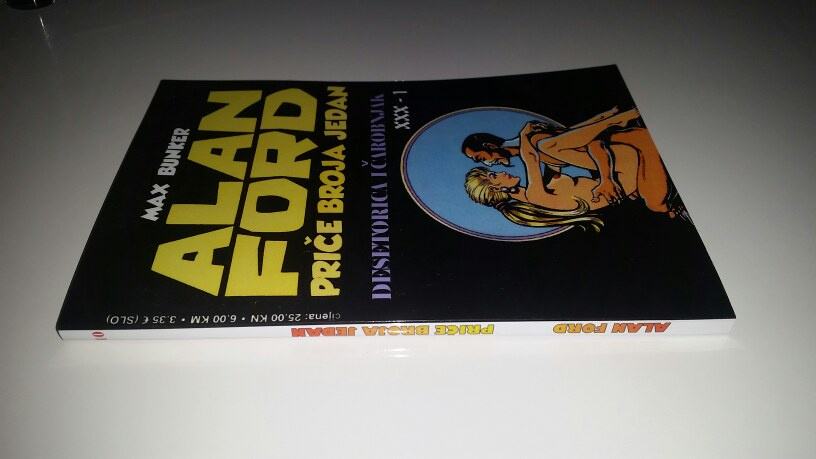 MAX BUNKER
ALAN
FORD
PRIČE BROJA JEDAN
DESETORICA I ČAROBNJAK
XXX - 1
cijena: 25.00 KN • 6.00 KM • 3.35 € (SLO)
ALAN FORD PRIČE BROJA JEDAN